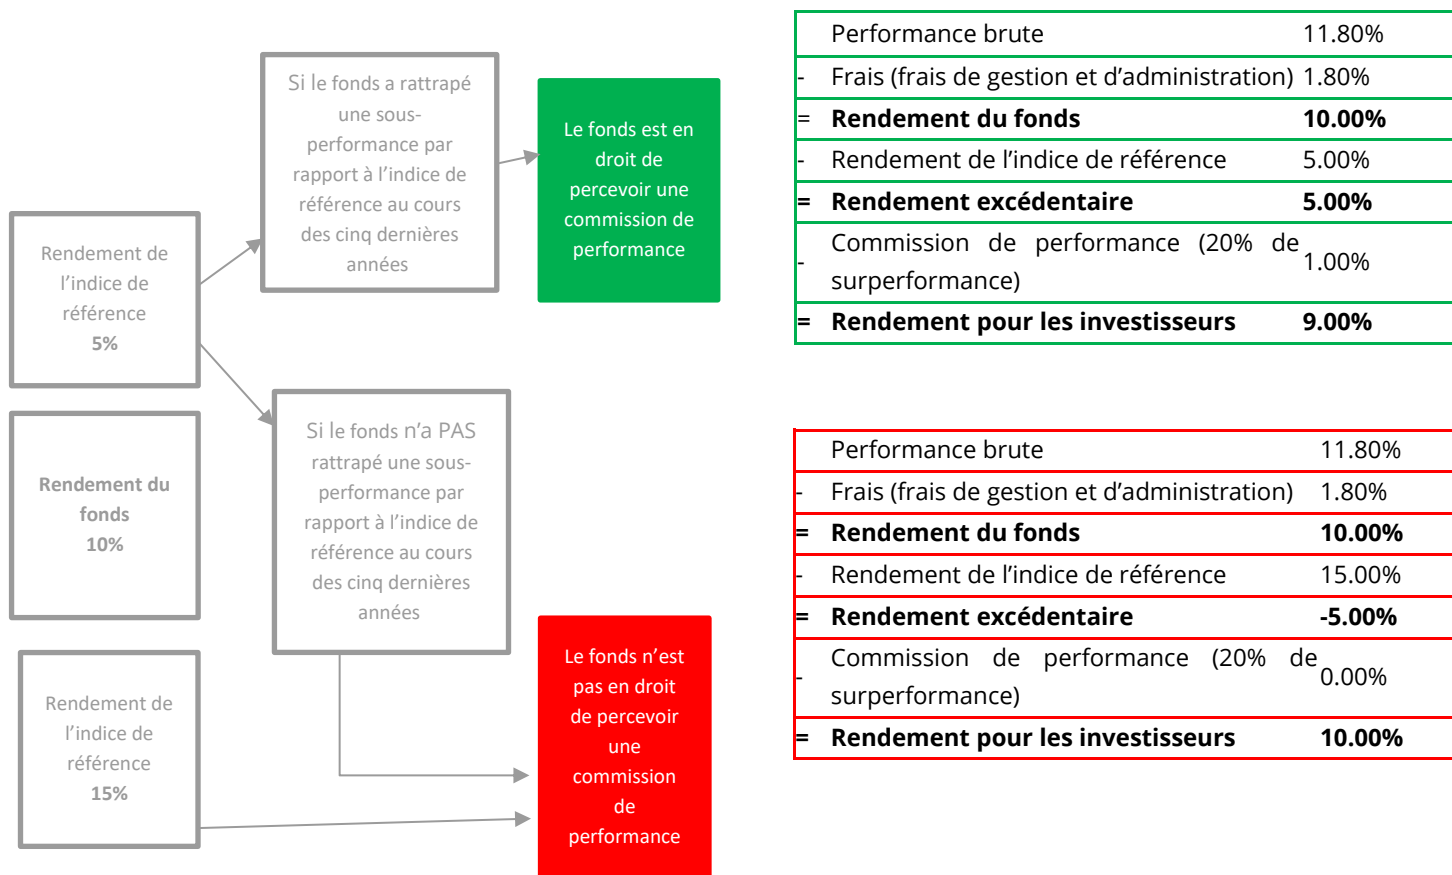 Rendement de
l'indice de
référence
5%
Rendement du
fonds
10%
Rendement de
l'indice de
référence
15%
Si le fonds a rattrapé
une sous-
performance par
rapport à l'indice de
référence au cours
des cinq dernières
années
Si le fonds n'a PAS
rattrapé une sous-
performance par
rapport à l'indice de
référence au cours
des cinq dernières
années
Le fonds est en
droit de
percevoir une
commission de
performance
Le fonds n'est
pas en droit
de percevoir
une
commission
de
performance
Performance brute 11.80%
- Frais (frais de gestion et d'administration) 1.80%
= Rendement du fonds 10.00%
- Rendement de l'indice de référence 5.00%
= Rendement excédentaire 5.00%
- Commission de performance (20% de
surperformance) 1.00%
= Rendement pour les investisseurs 9.00%
Performance brute 11.80%
- Frais (frais de gestion et d'administration) 1.80%
= Rendement du fonds 10.00%
- Rendement de l'indice de référence 15.00%
= Rendement excédentaire -5.00%
- Commission de performance (20% de
surperformance) 0.00%
= Rendement pour les investisseurs 10.00%